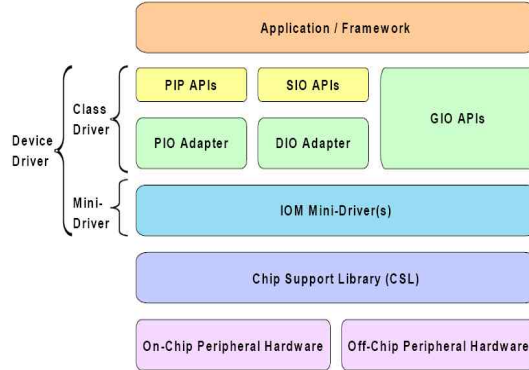 Application / Framework
PIP APIs
SIO APIs
GIO APIs
Class
Driver
Device
Driver
PIO Adapter
DIO Adapter
Mini-
Driver
IOM Mini-Driver(s)
Chip Support Library (CSL)
On-Chip Peripheral Hardware
Off-Chip Peripheral Hardware